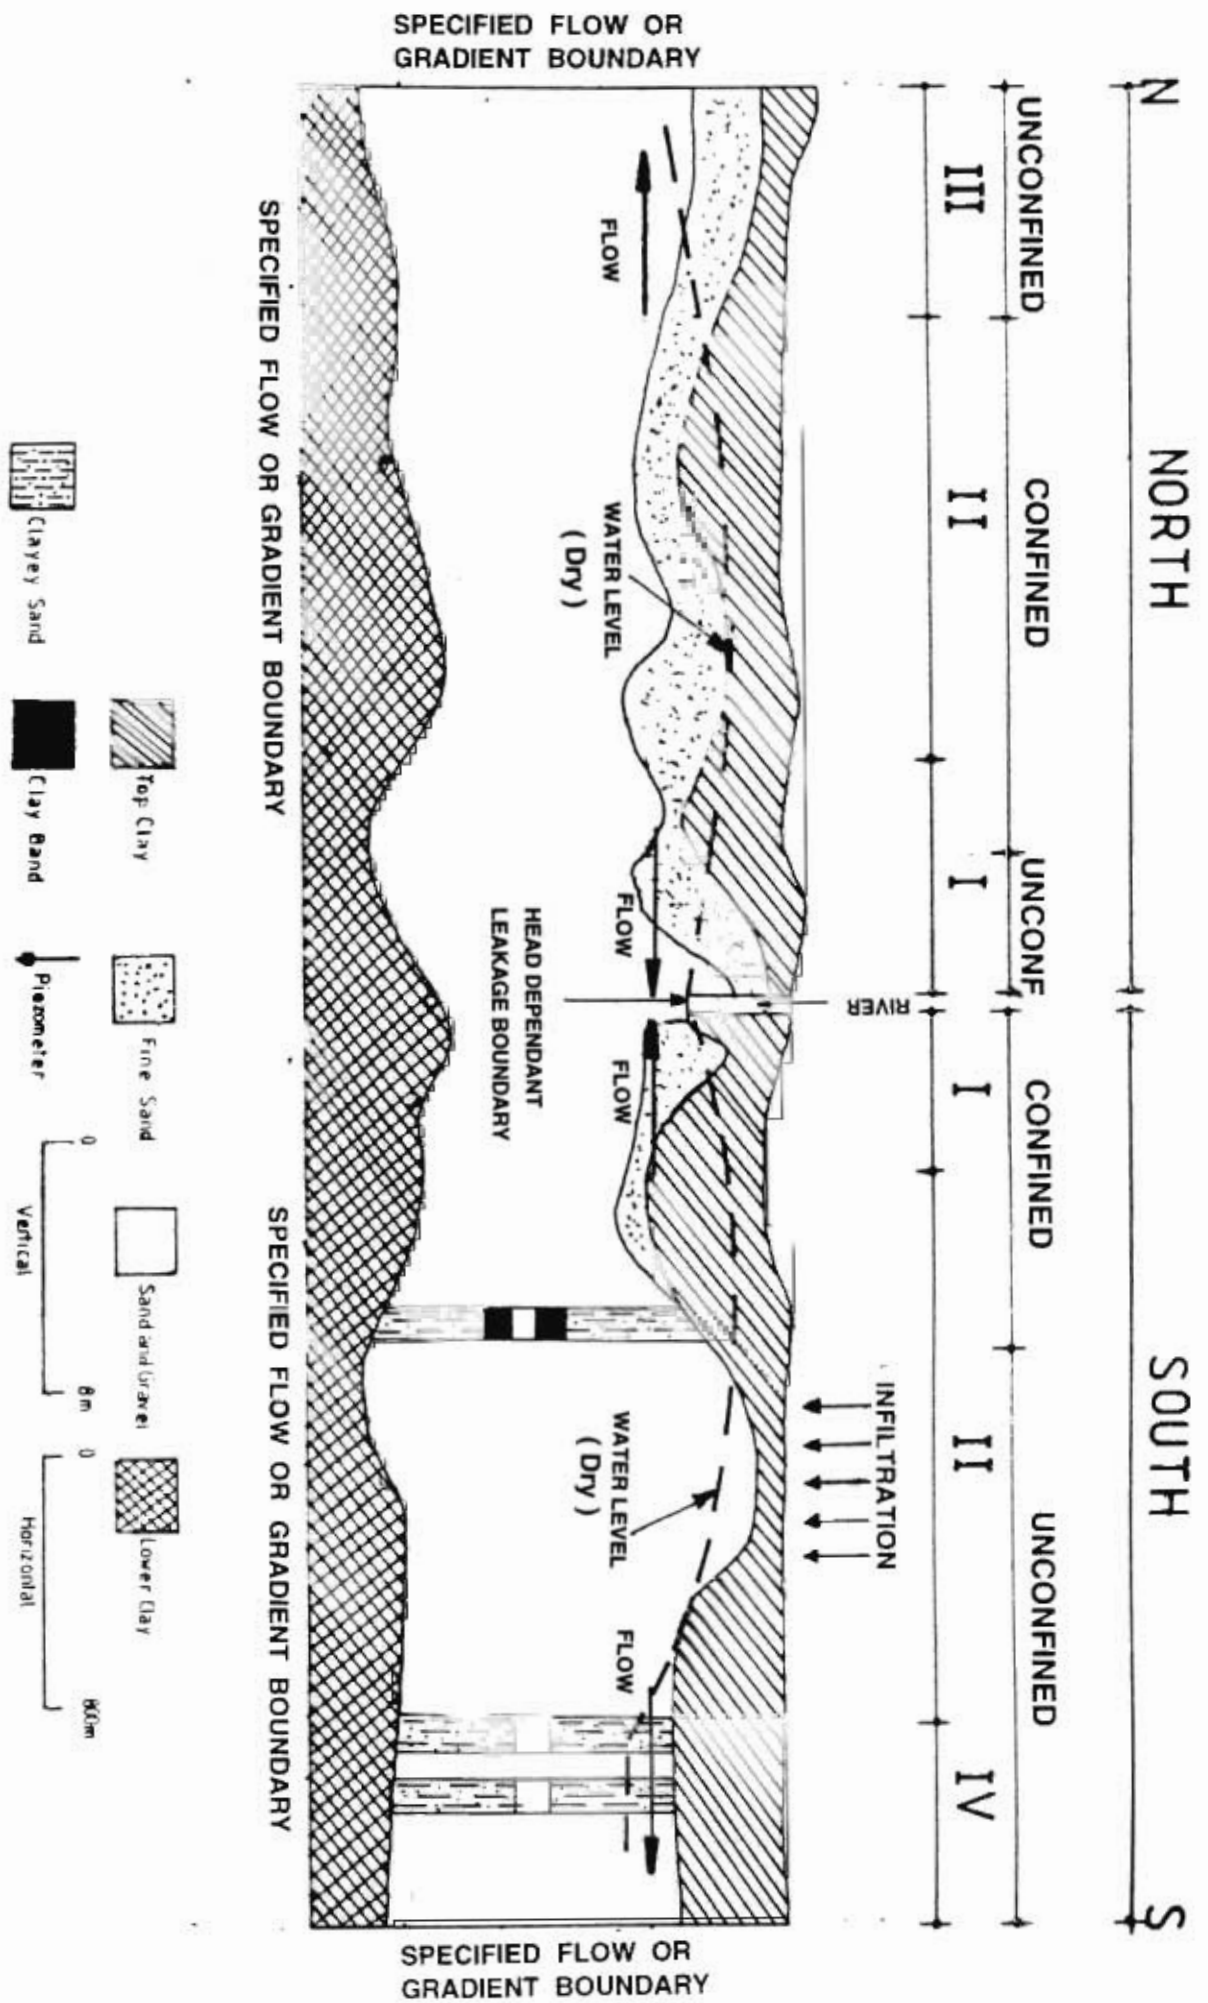 N
NORTH
SOUTH
S
UNCONFINED
CONFINED
UNCONF
CONFINED
UNCONFINED
III
II
I
I
II
IV
RIVER
INFILTRATION
SPECIFIED FLOW OR
GRADIENT BOUNDARY
FLOW
WATER LEVEL
( Dry )
FLOW
HEAD DEPENDANT
LEAKAGE BOUNDARY
FLOW
WATER LEVEL
( Dry )
FLOW
SPECIFIED FLOW OR
GRADIENT BOUNDARY
SPECIFIED FLOW OR GRADIENT BOUNDARY
SPECIFIED FLOW OR GRADIENT BOUNDARY
Top Clay
Fine Sand
Sand and Gravel
Lower Clay
Clayey Sand
Clay Band
Piezometer
0
8m
Vertical
0
800m
Horizontal